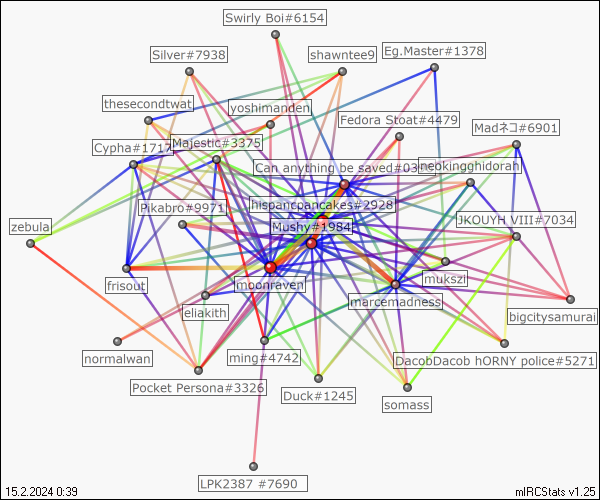 Swirly Boi#6154
Silver#7938
shawntee9
Eg.Master#1378
thesecondtwat
yoshimanden
Fedora Stoat#4479
Madネコ#6901
Cypha#1717
Majestic#3375
Can anything be saved#03
neokingghidorah
Pikabro#9971
hispancpancakes#2928
JKOUYH VIII#7034
zebula
Mushy#1984
frisout
moonraven
mukszi
eliakith
marcemadness
bigcitysamurai
normalwan
ming#4742
DacobDacob hORNY police#5271
Pocket Persona#3326
Duck#1245
somass
LPK2387 #7690
15.2.2024 0:39
mIRCStats v1.25